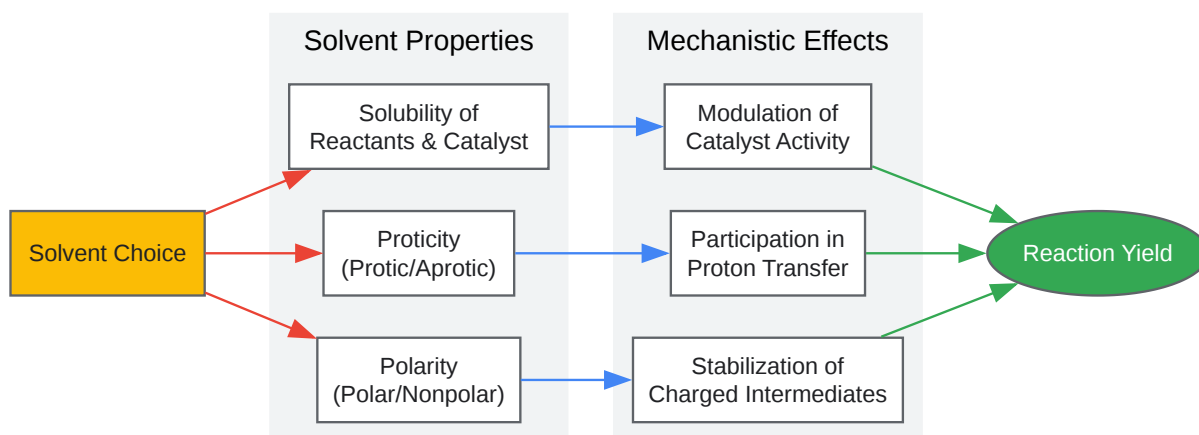 Solvent Properties
Mechanistic Effects
Solubility of
Reactants & Catalyst
Modulation of
Catalyst Activity
Solvent Choice
Proticity
(Protic/Aprotic)
Participation in
Proton Transfer
Reaction Yield
Polarity
(Polar/Nonpolar)
Stabilization of
Charged Intermediates